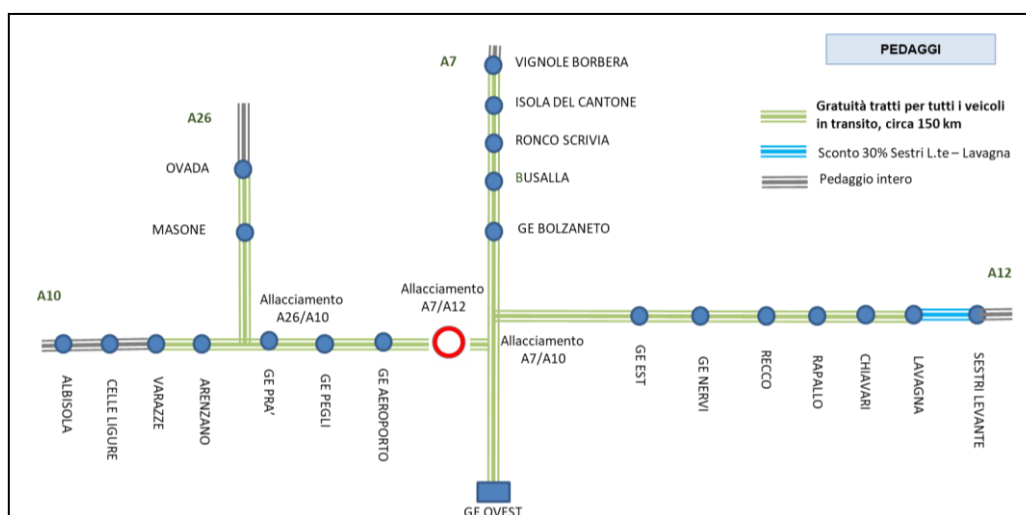 PEDAGGI
A7
VIGNOLE BORBERA
ISOLA DEL CANTONE
RONCO SCRIVIA
BUSALLA
GE BOLZANETO
Gratuità tratti per tutti i veicoli
in transito, circa 150 km
Sconto 30% Sestri L.te – Lavagna
Pedaggio intero
A26
OVADA
MASONE
A10
Allacciamento
A26/A10
Allacciamento
A7/A12
A12
Allacciamento
A7/A10
ALBISOLA
CELLE LIGURE
VARAZZE
ARENZANO
GE PRA'
GE PEGLI
GE AEROPORTO
GE EST
GE NERVI
RECCO
RAPALLO
CHIAVARI
LAVAGNA
SESTRI LEVANTE
GE OVEST